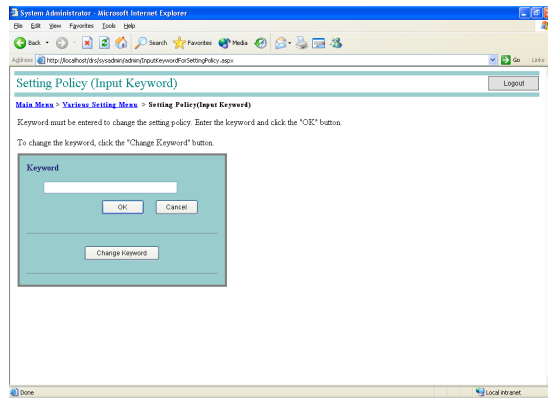 System Administrator - Microsoft Internet Explorer
File Edit View Favorites Tools Help
Back Search Favorites Media
Address http://localhost/drs/sysadmin/admin/InputKeywordForSettingPolicy.aspx Go Links
Setting Policy (Input Keyword) Logout
Main Menu > Various Setting Menu > Setting Policy(Input Keyword)
Keyword must be entered to change the setting policy. Enter the keyword and click the "OK" button.
To change the keyword, click the "Change Keyword" button.
Keyword
OK Cancel
Change Keyword
Done Local intranet